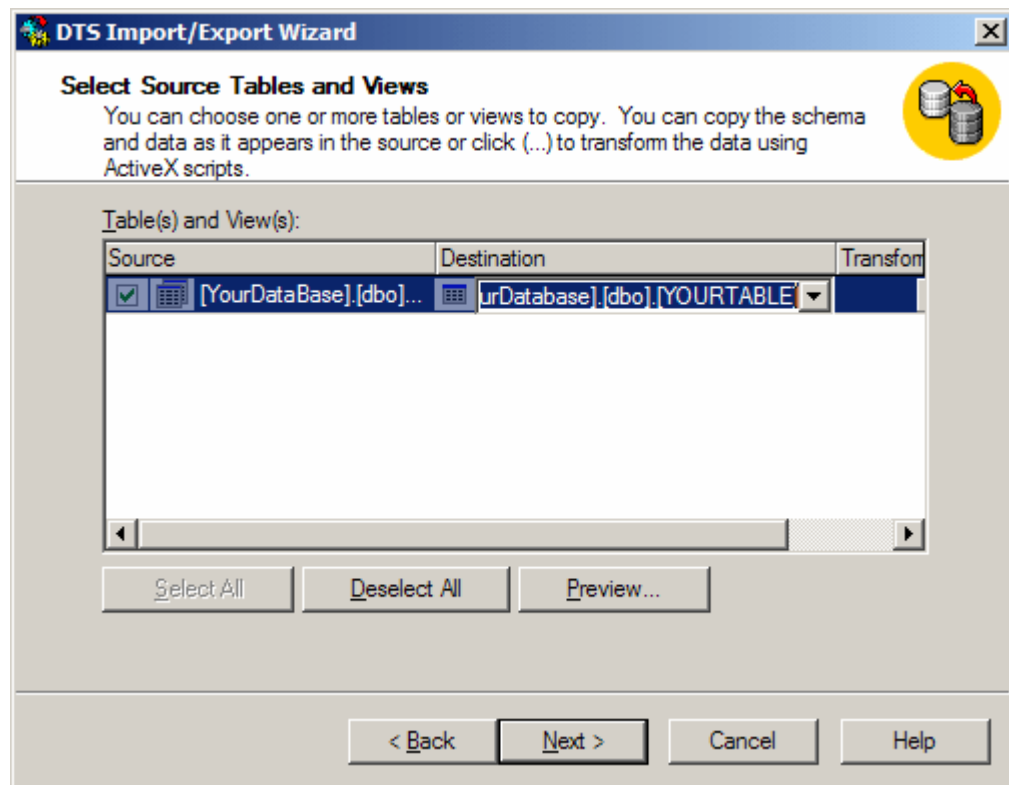 DTS Import/Export Wizard
Select Source Tables and Views
You can choose one or more tables or views to copy. You can copy the schema
and data as it appears in the source or click (...) to transform the data using
ActiveX scripts.
Table(s) and View(s):
Source Destination Transform
[YourDataBase].[dbo]... urDatabase].[dbo].[YOURTABLE]
Select All Deselect All Preview...
< Back Next > Cancel Help